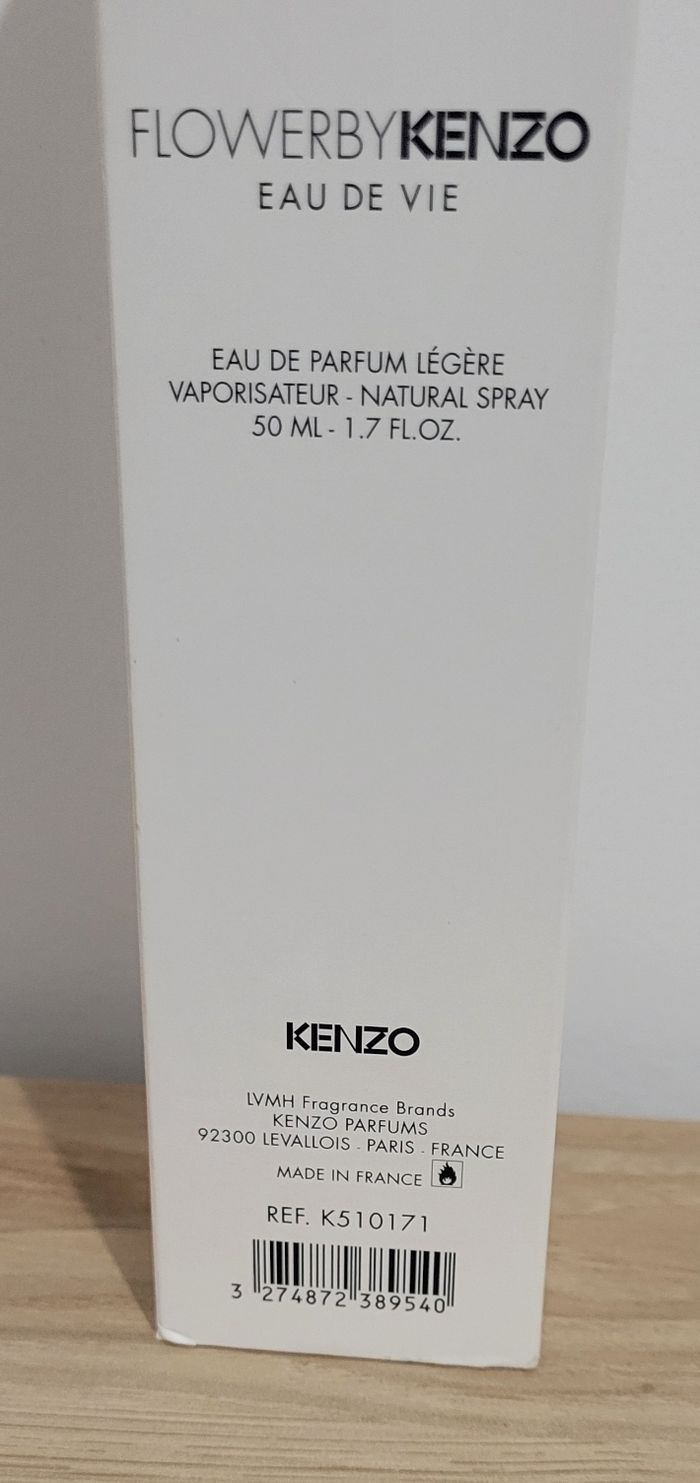 FLOWERBYKENZO
EAU DE VIE
EAU DE PARFUM LÉGÈRE
VAPORISATEUR - NATURAL SPRAY
50 ML - 1.7 FL.OZ.
KENZO
LVMH Fragrance Brands
KENZO PARFUMS
92300 LEVALLOIS - PARIS - FRANCE
MADE IN FRANCE
REF. K510171
3 274872 389540